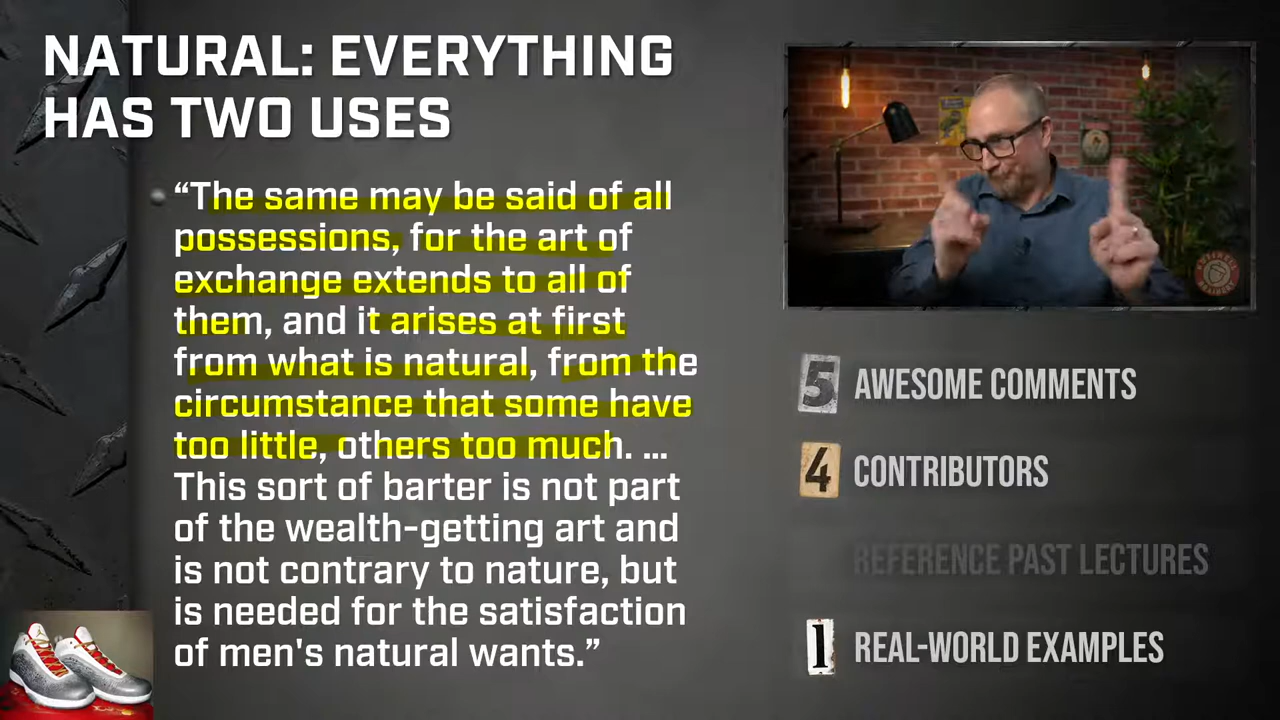 NATURAL: EVERYTHING
HAS TWO USES
“The same may be said of all
possessions, for the art of
exchange extends to all of
them, and it arises at first
from what is natural, from the
circumstance that some have
too little, others too much. ...
This sort of barter is not part
of the wealth-getting art and
is not contrary to nature, but
is needed for the satisfaction
of men's natural wants.”
5 AWESOME COMMENTS
4 CONTRIBUTORS
REFERENCE PAST LECTURES
1 REAL-WORLD EXAMPLES